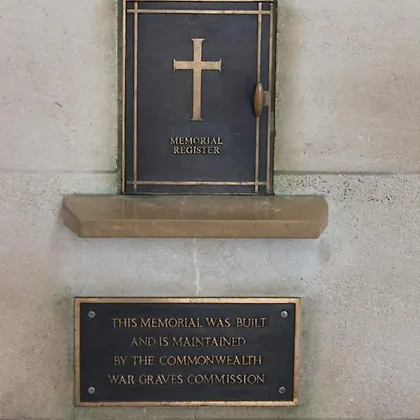 MEMORIAL
REGISTER
THIS MEMORIAL WAS BUILT
AND IS MAINTAINED
BY THE COMMONWEALTH
WAR GRAVES COMMISSION